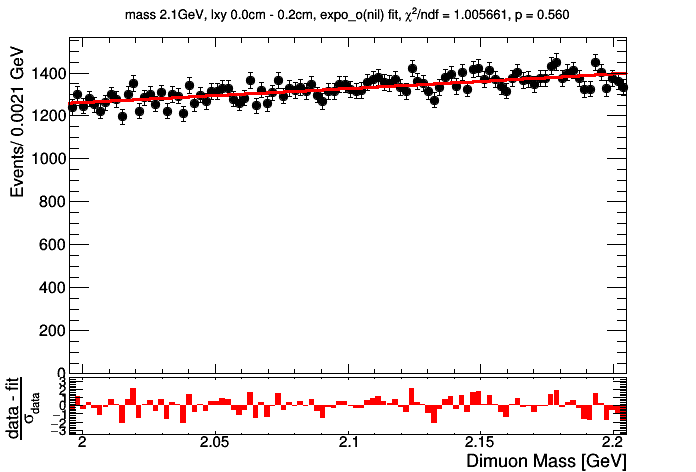 mass 2.1GeV, lxy 0.0cm - 0.2cm, expo_o(nil) fit, χ²/ndf = 1.005661, p = 0.560
Events/ 0.0021 GeV
1400
1200
1000
800
600
400
200
0
data - fit
σdata
3
2
1
0
−1
−2
−3
2 2.05 2.1 2.15 2.2
Dimuon Mass [GeV]